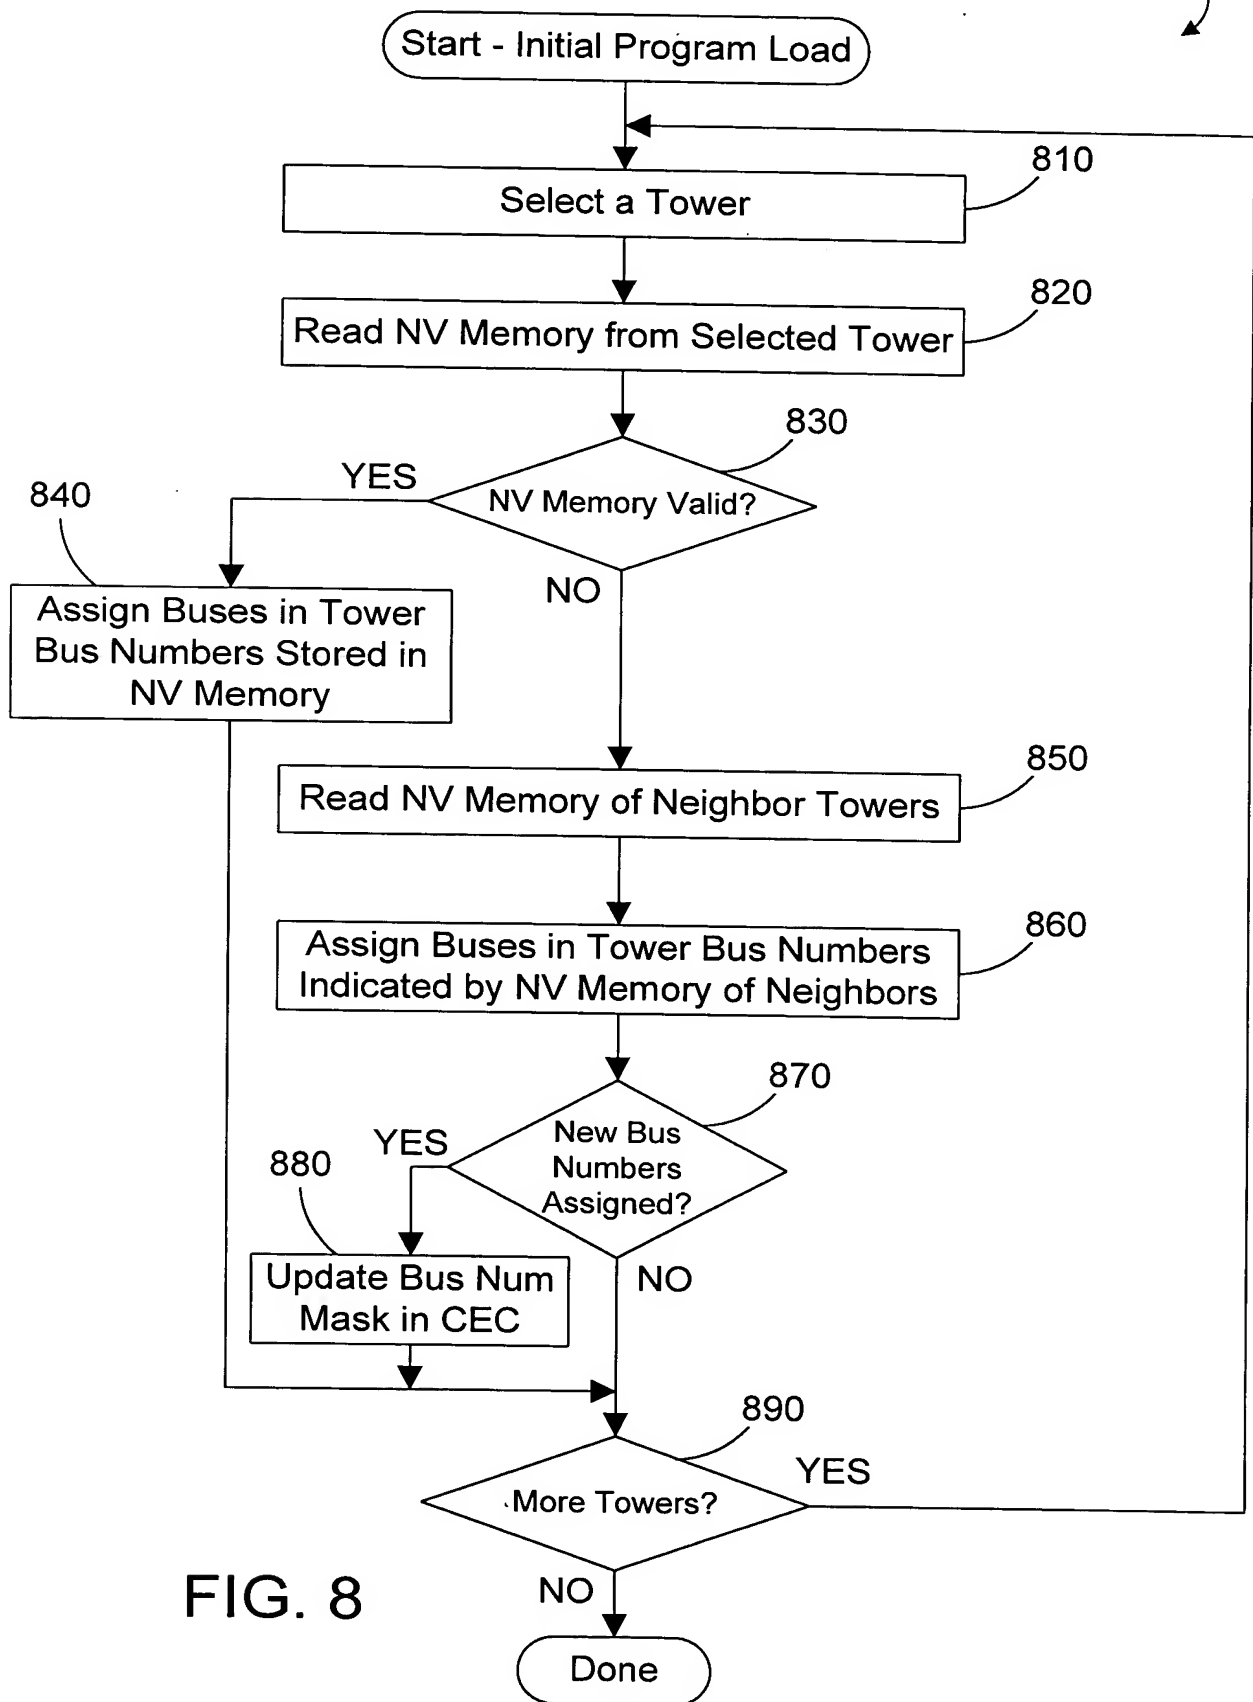 Start - Initial Program Load
810
Select a Tower
820
Read NV Memory from Selected Tower
830
YES
NV Memory Valid?
840
NO
Assign Buses in Tower
Bus Numbers Stored in
NV Memory
850
Read NV Memory of Neighbor Towers
860
Assign Buses in Tower Bus Numbers
Indicated by NV Memory of Neighbors
870
YES
New Bus
Numbers
Assigned?
880
NO
Update Bus Num
Mask in CEC
890
YES
More Towers?
NO
FIG. 8
Done